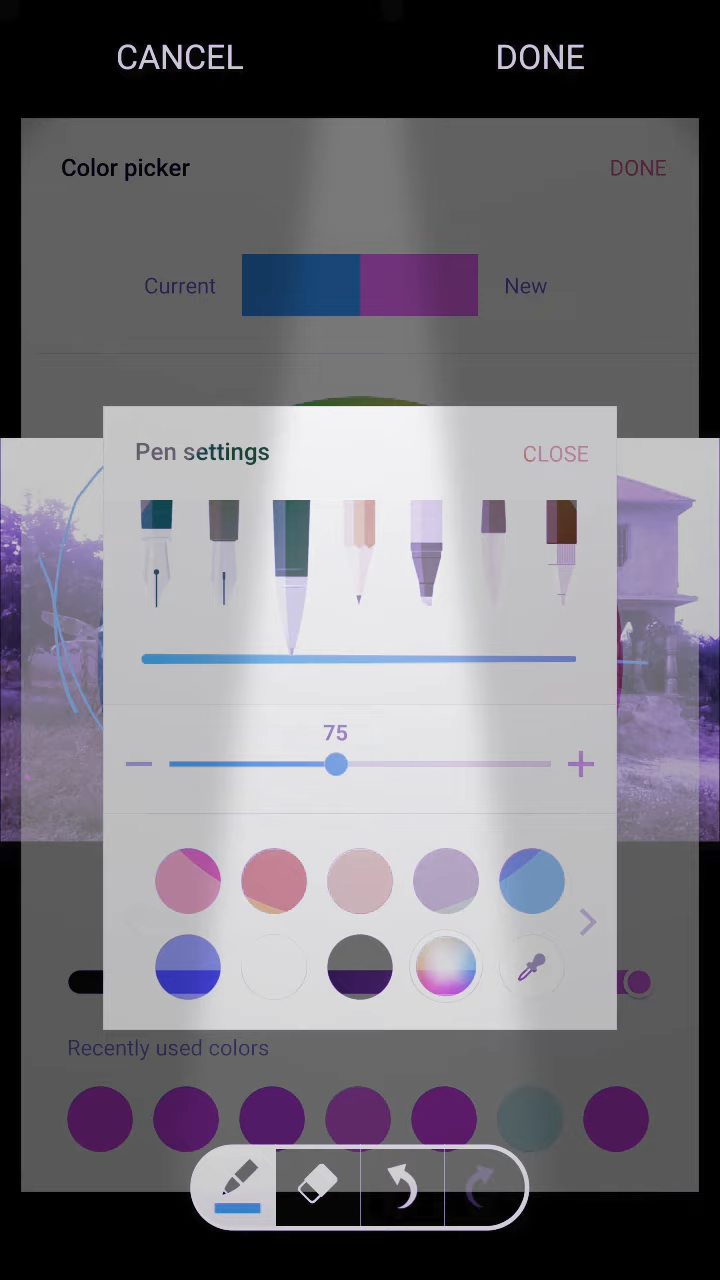 CANCEL DONE
Color picker DONE
Current New
Pen settings CLOSE
75
Recently used colors